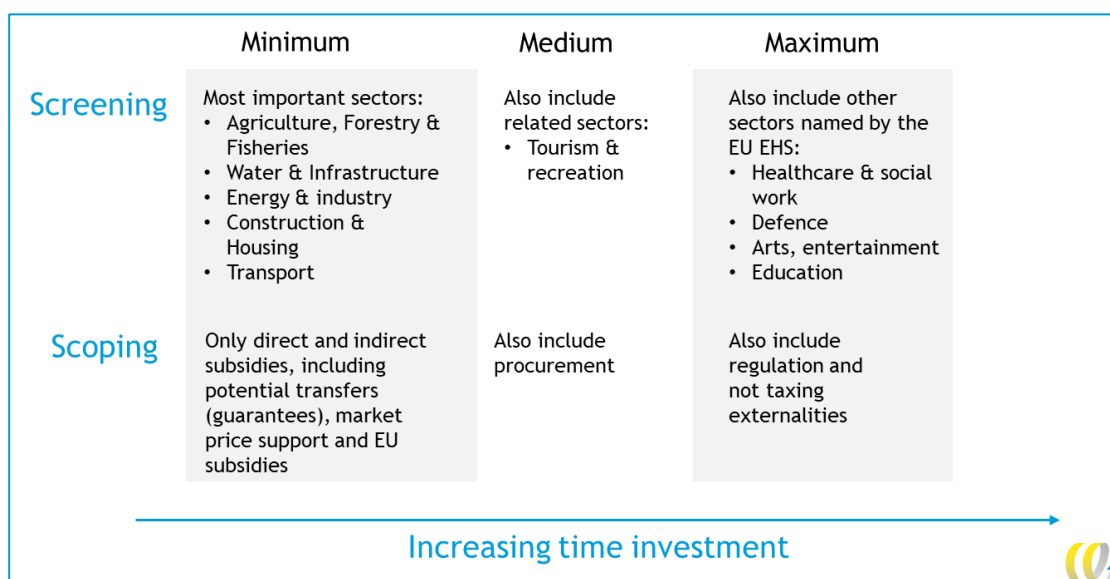 Minimum
Medium
Maximum
Screening
Most important sectors:
• Agriculture, Forestry &
Fisheries
• Water & Infrastructure
• Energy & industry
• Construction &
Housing
• Transport
Also include
related sectors:
• Tourism &
recreation
Also include other
sectors named by the
EU EHS:
• Healthcare & social
work
• Defence
• Arts, entertainment
• Education
Scoping
Only direct and indirect
subsidies, including
potential transfers
(guarantees), market
price support and EU
subsidies
Also include
procurement
Also include
regulation and
not taxing
externalities
Increasing time investment